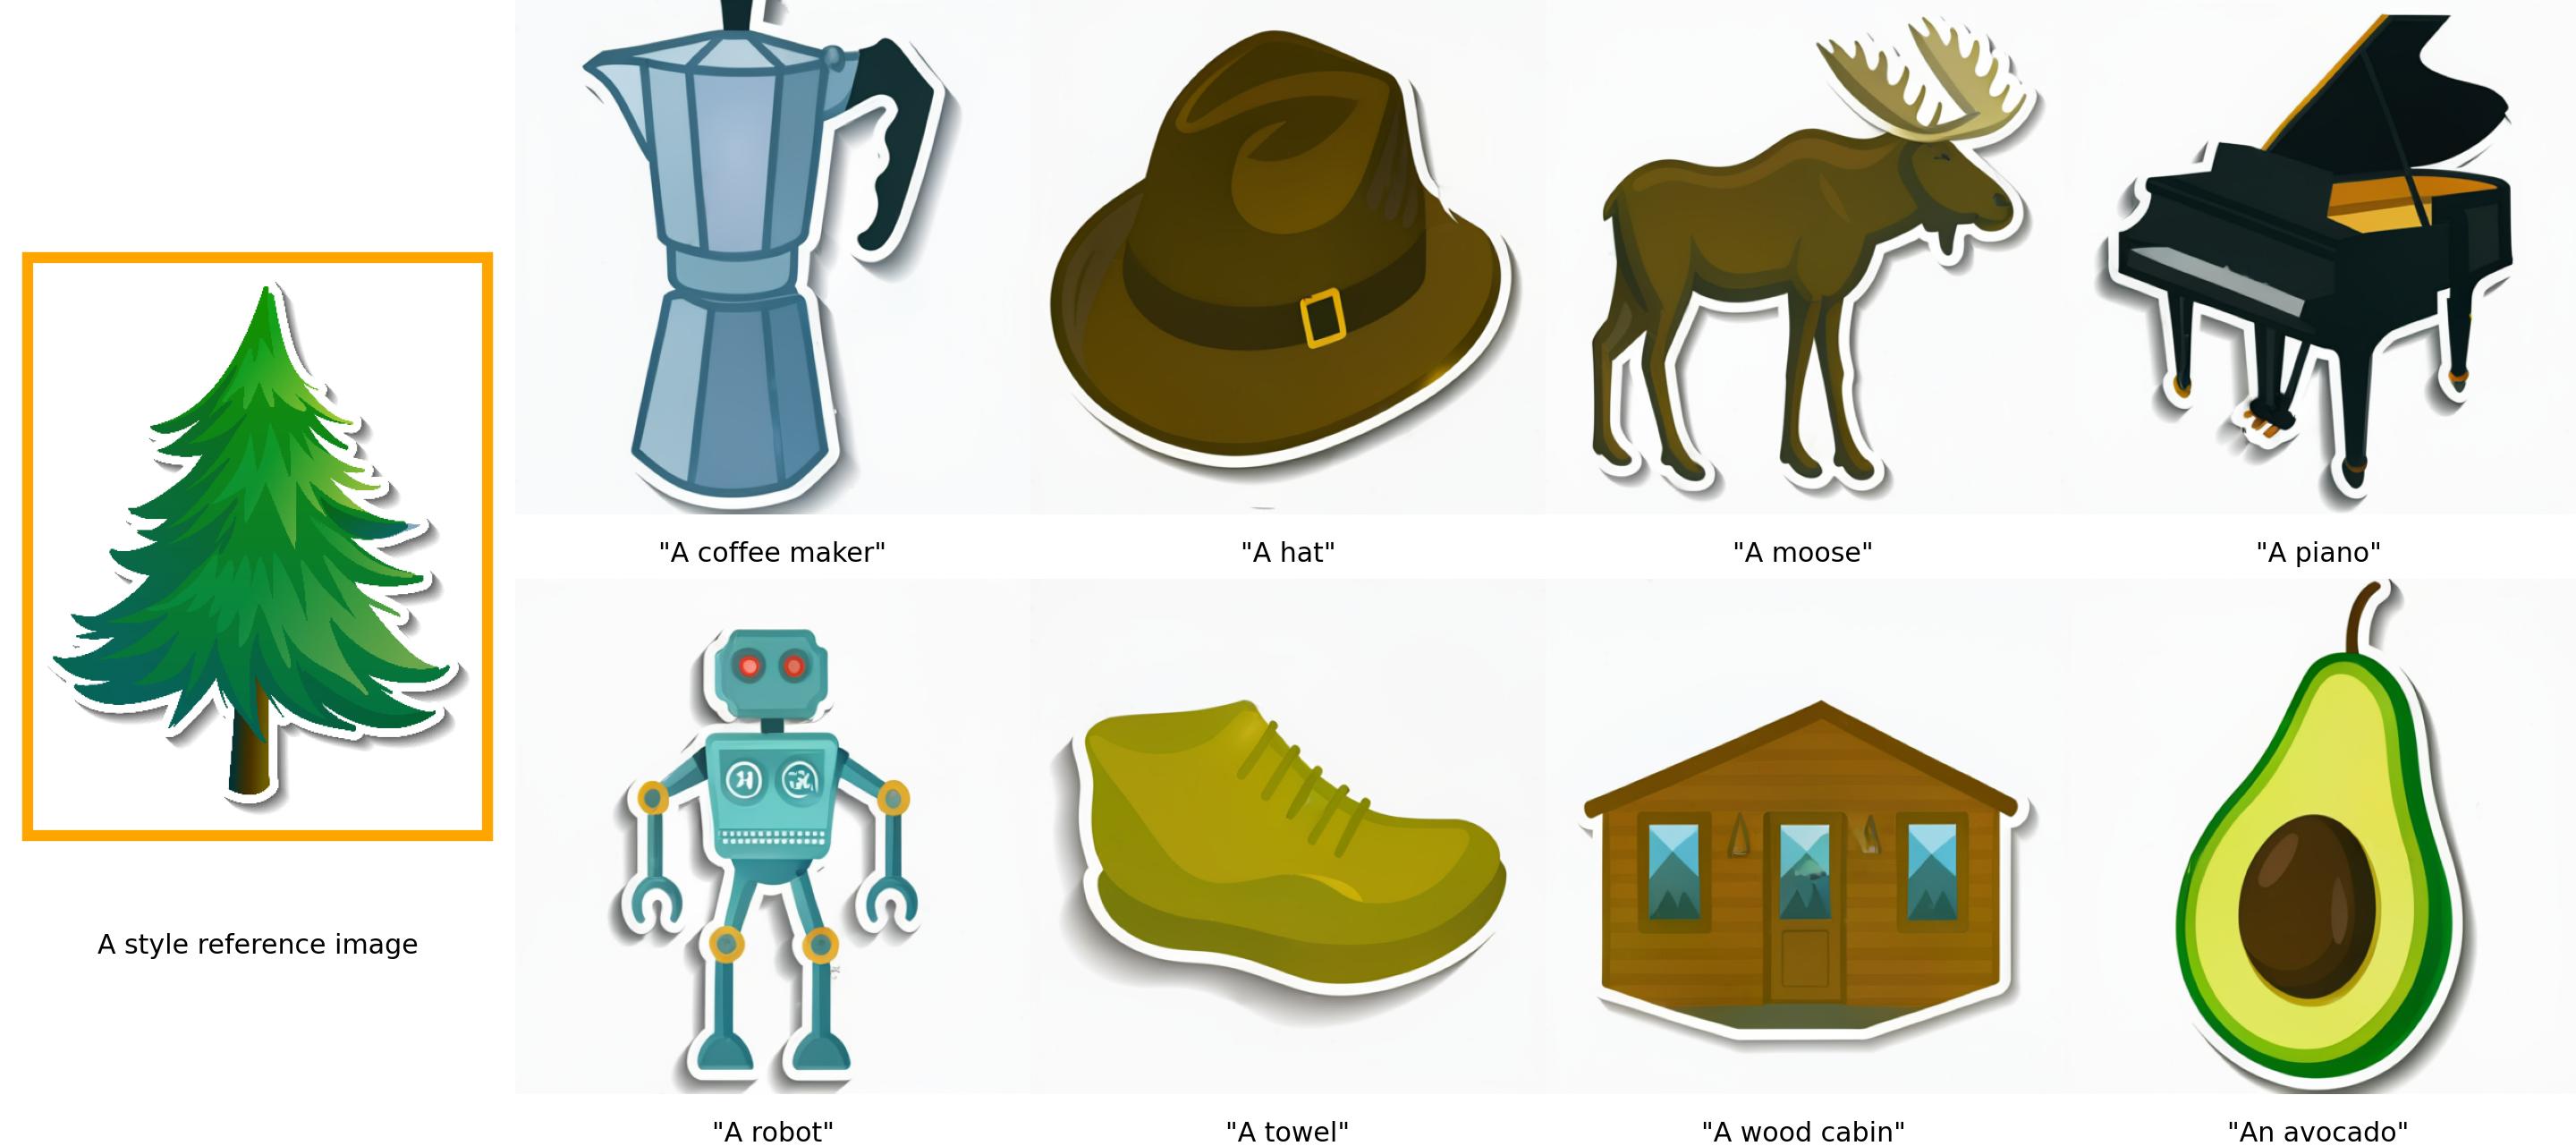 A style reference image
"A coffee maker"
"A hat"
"A moose"
"A piano"
"A robot"
"A towel"
"A wood cabin"
"An avocado"